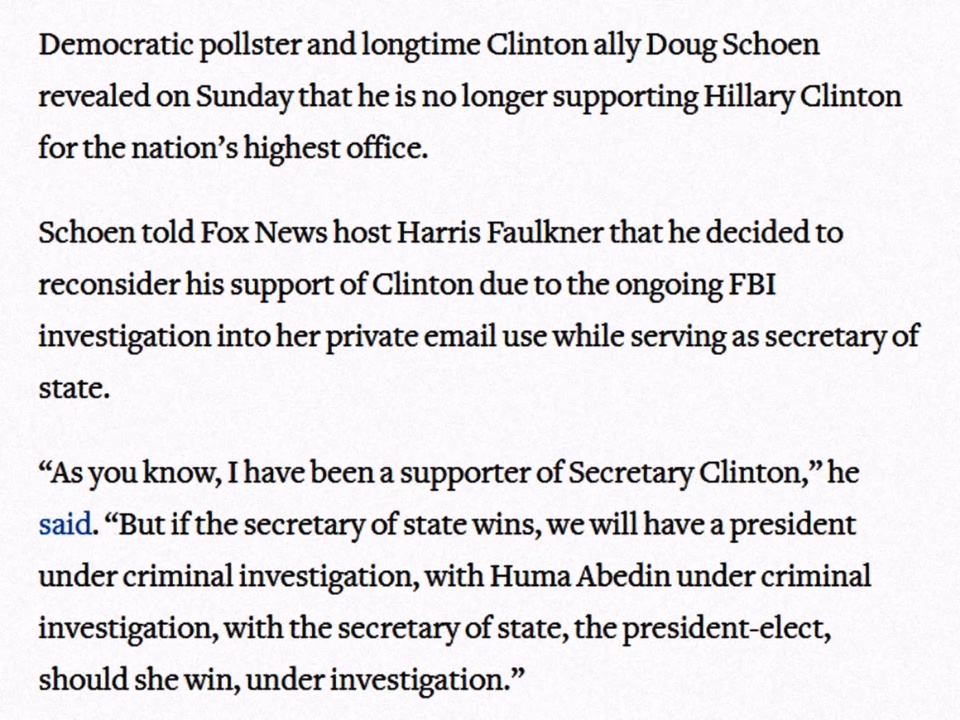 Democratic pollster and longtime Clinton ally Doug Schoen
revealed on Sunday that he is no longer supporting Hillary Clinton
for the nation’s highest office.
Schoen told Fox News host Harris Faulkner that he decided to
reconsider his support of Clinton due to the ongoing FBI
investigation into her private email use while serving as secretary of
state.
“As you know, I have been a supporter of Secretary Clinton,” he
said. “But if the secretary of state wins, we will have a president
under criminal investigation, with Huma Abedin under criminal
investigation, with the secretary of state, the president-elect,
should she win, under investigation.”